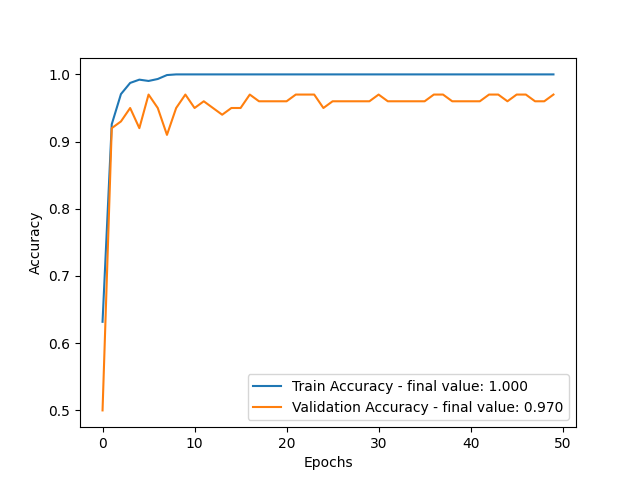 1.0
0.9
0.8
0.7
0.6
0.5
Accuracy
Train Accuracy - final value: 1.000
Validation Accuracy - final value: 0.970
0 10 20 30 40 50
Epochs